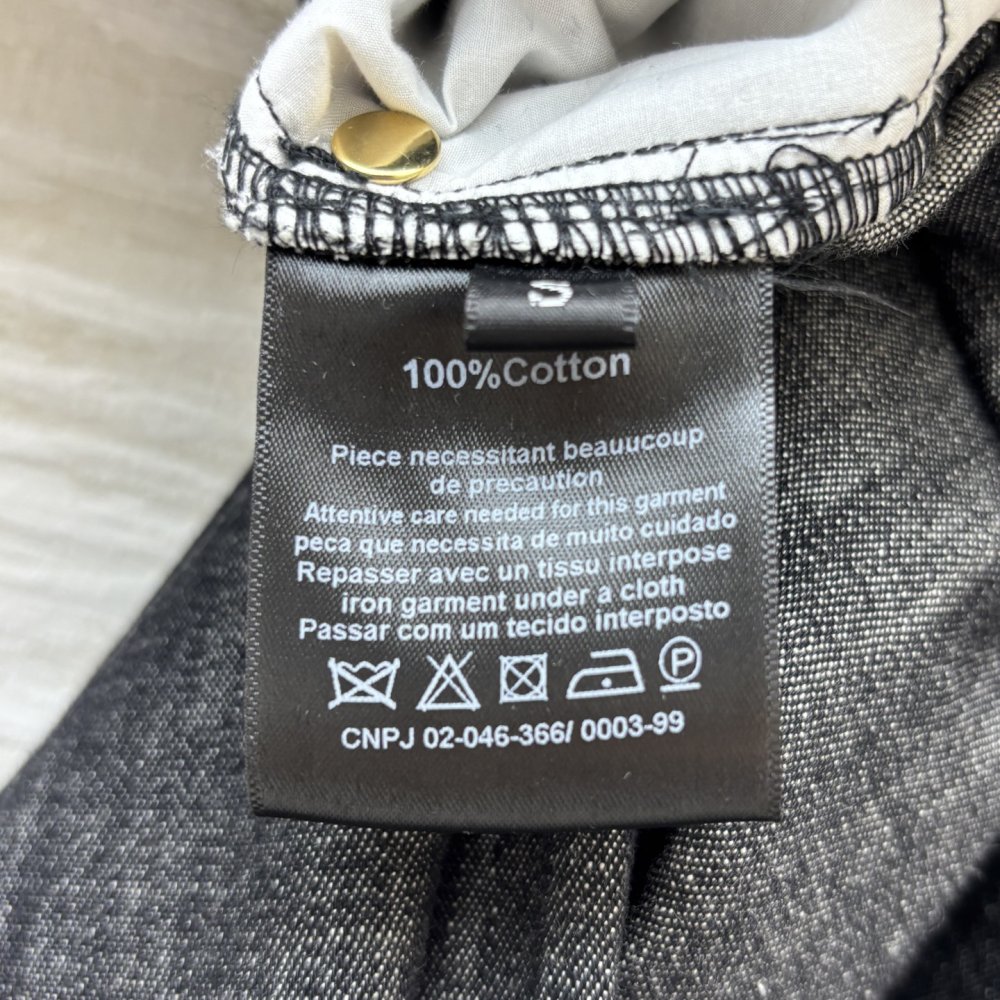 100%Cotton
Piece necessitant beauucoup
de precaution
Attentive care needed for this garment
peca que necessita de muito cuidado
Repasser avec un tissu interpose
iron garment under a cloth
Passar com um tecido interposto
P
CNPJ 02-046-366/ 0003-99